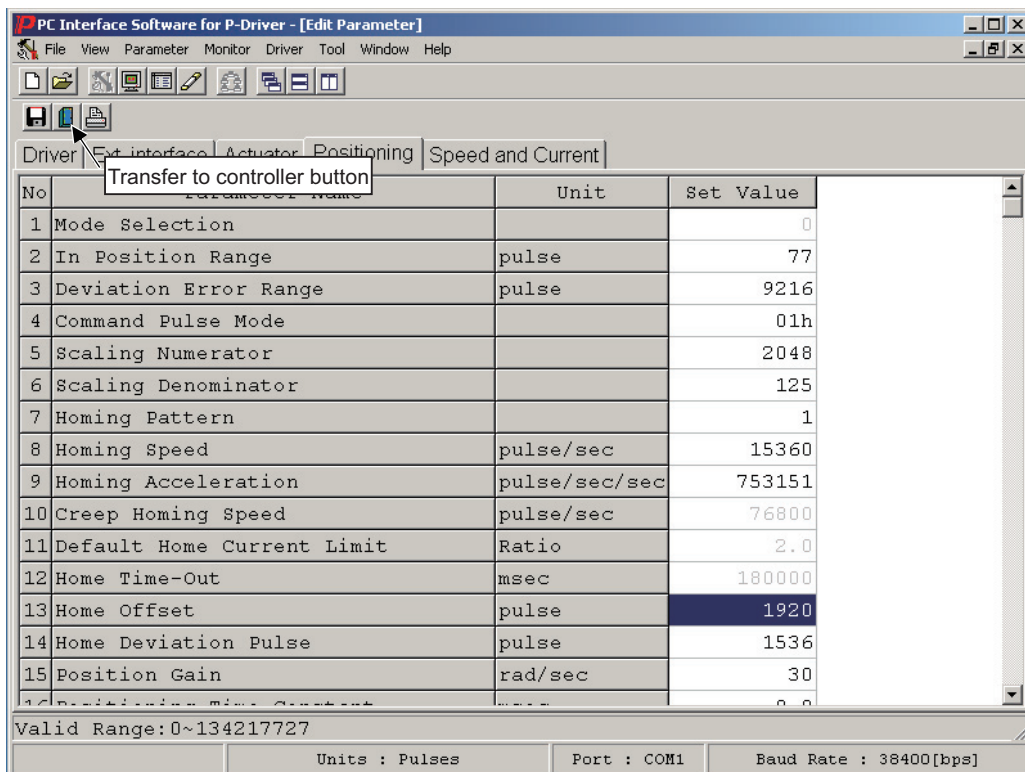 PC Interface Software for P-Driver - [Edit Parameter]
File View Parameter Monitor Driver Tool Window Help
Driver Ext. interface Actuator Positioning Speed and Current
Transfer to controller button
No Parameter Name Unit Set Value
1 Mode Selection 0
2 In Position Range pulse 77
3 Deviation Error Range pulse 9216
4 Command Pulse Mode 01h
5 Scaling Numerator 2048
6 Scaling Denominator 125
7 Homing Pattern 1
8 Homing Speed pulse/sec 15360
9 Homing Acceleration pulse/sec/sec 753151
10 Creep Homing Speed pulse/sec 76800
11 Default Home Current Limit Ratio 2.0
12 Home Time-Out msec 180000
13 Home Offset pulse 1920
14 Home Deviation Pulse pulse 1536
15 Position Gain rad/sec 30
Valid Range:0~134217727
Units : Pulses Port : COM1 Baud Rate : 38400[bps]